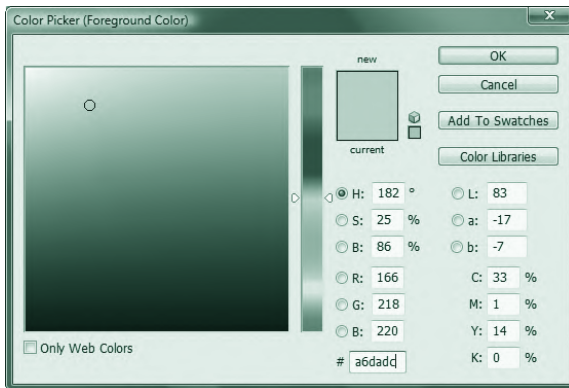 Color Picker (Foreground Color)
new
current
OK
Cancel
Add To Swatches
Color Libraries
H: 182 °
S: 25 %
B: 86 %
R: 166
G: 218
B: 220
# a6dadc
L: 83
a: -17
b: -7
C: 33 %
M: 1 %
Y: 14 %
K: 0 %
Only Web Colors